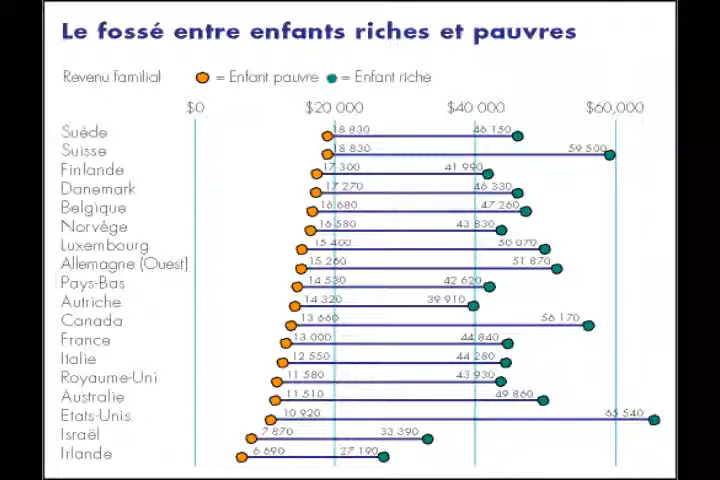 Le fossé entre enfants riches et pauvres
Revenu familial = Enfant pauvre = Enfant riche
$0 $20 000 $40 000 $60,000
Suède 18 830 46 150
Suisse 18 830 59 500
Finlande 17 300 41 990
Danemark 17 270 46 330
Belgique 16 680 47 260
Norvège 16 580 43 830
Luxembourg 15 400 50 070
Allemagne (Ouest) 15 260 51 870
Pays-Bas 14 530 42 620
Autriche 14 320 39 910
Canada 13 660 56 170
France 13 000 44 840
Italie 12 550 44 280
Royaume-Uni 11 580 43 930
Australie 11 510 49 860
Etats-Unis 10 920 65 540
Israël 7 870 33 390
Irlande 6 690 27 190